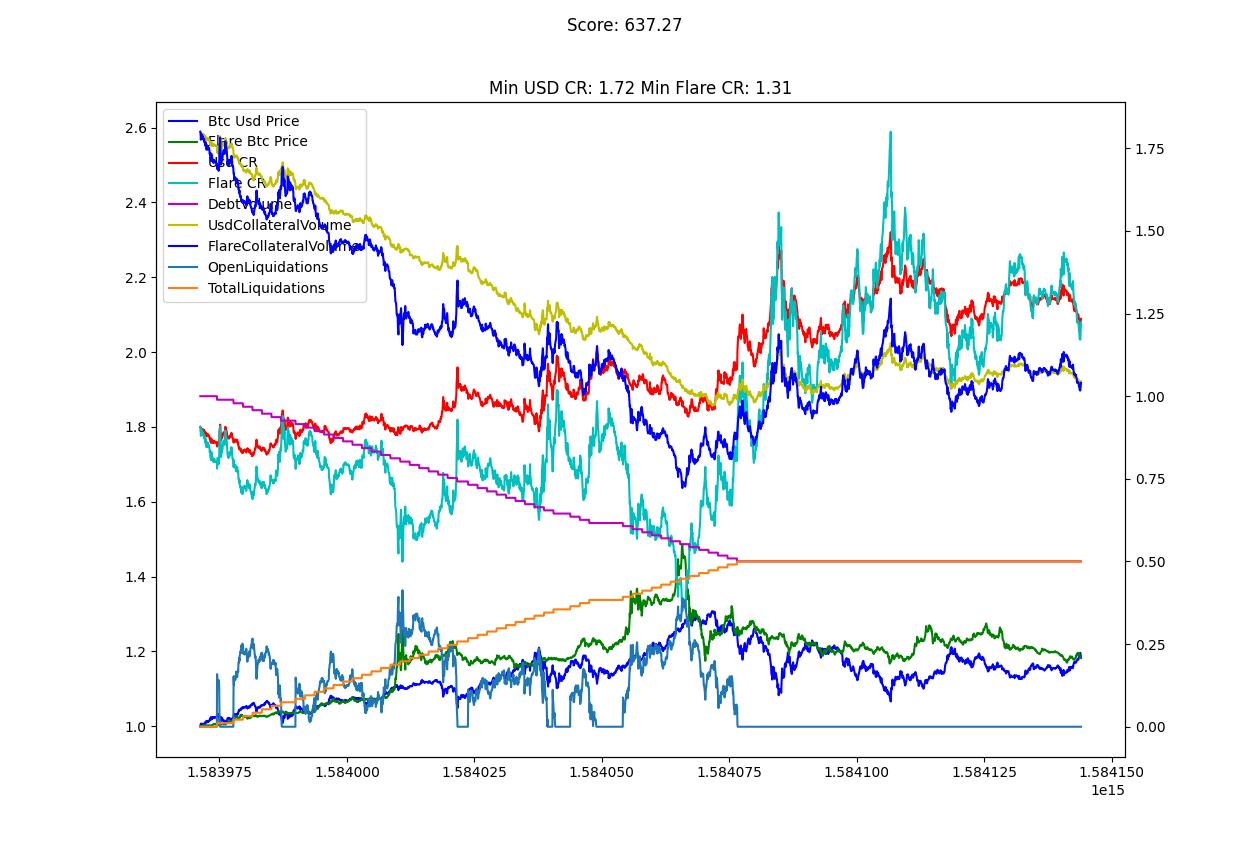 Score: 637.27
Min USD CR: 1.72 Min Flare CR: 1.31
Btc Usd Price
Flare Btc Price
Usd CR
Flare CR
DebtVolume
UsdCollateralVolume
FlareCollateralVolume
OpenLiquidations
TotalLiquidations
2.6
2.4
2.2
2.0
1.8
1.6
1.4
1.2
1.0
1.75
1.50
1.25
1.00
0.75
0.50
0.25
0.00
1.583975 1.584000 1.584025 1.584050 1.584075 1.584100 1.584125 1.584150
1e15